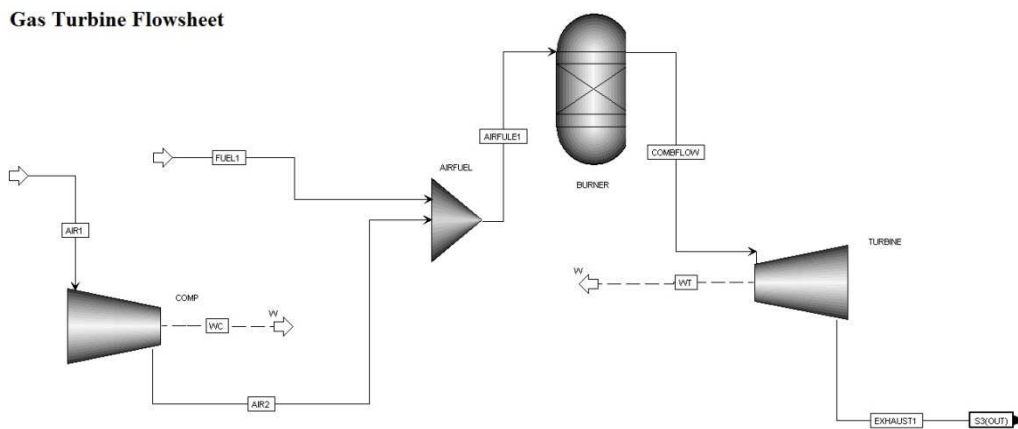 Gas Turbine Flowsheet
AIRFULE1
FUEL1
COMBFLOW
AIRFUEL
BURNER
AIR1
TURBINE
W
WT
COMP
W
WC
AIR2
EXHAUST1
S3(OUT)